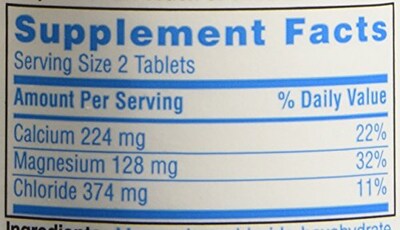 Supplement Facts
Serving Size 2 Tablets
Amount Per Serving % Daily Value
Calcium 224 mg 22%
Magnesium 128 mg 32%
Chloride 374 mg 11%